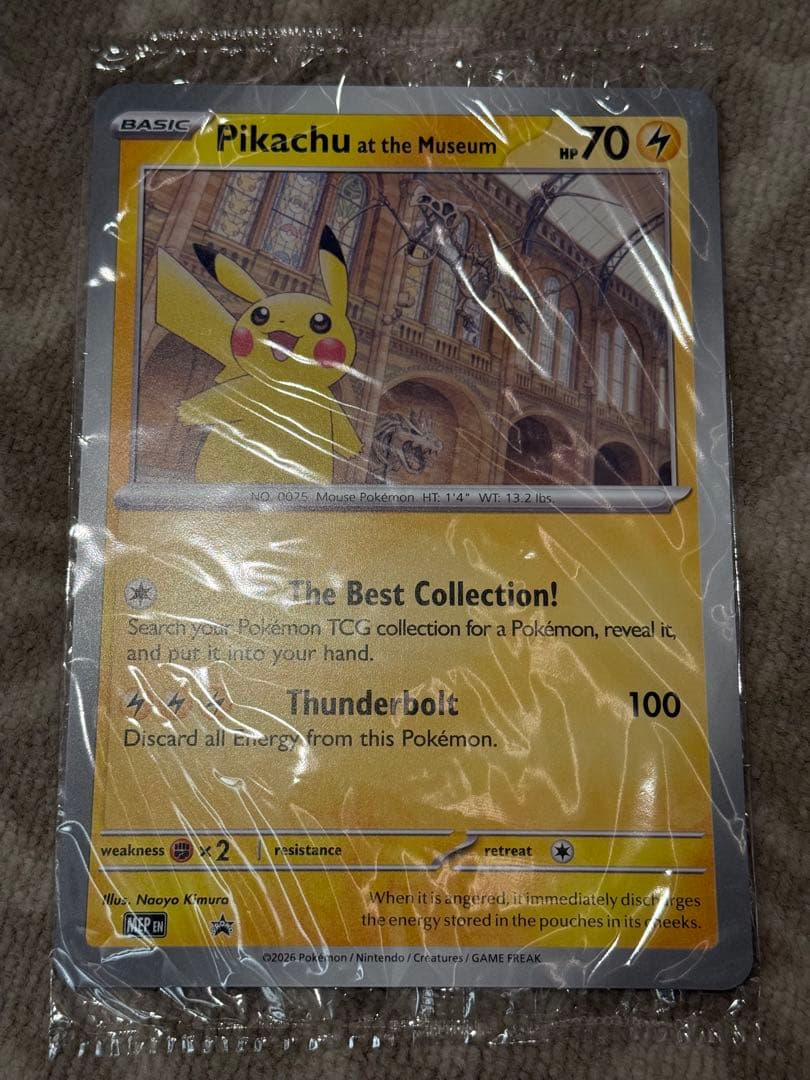 BASIC Pikachu at the Museum HP 70
NO. 0025 Mouse Pokémon HT: 1'4" WT: 13.2 lbs.
The Best Collection!
Search your Pokémon TCG collection for a Pokémon, reveal it,
and put it into your hand.
Thunderbolt 100
Discard all Energy from this Pokémon.
weakness ×2 resistance retreat
Illus. Naoyo Kimura
When it is angered, it immediately discharges
the energy stored in the pouches in its cheeks.
MEP EN
©2026 Pokémon / Nintendo / Creatures / GAME FREAK